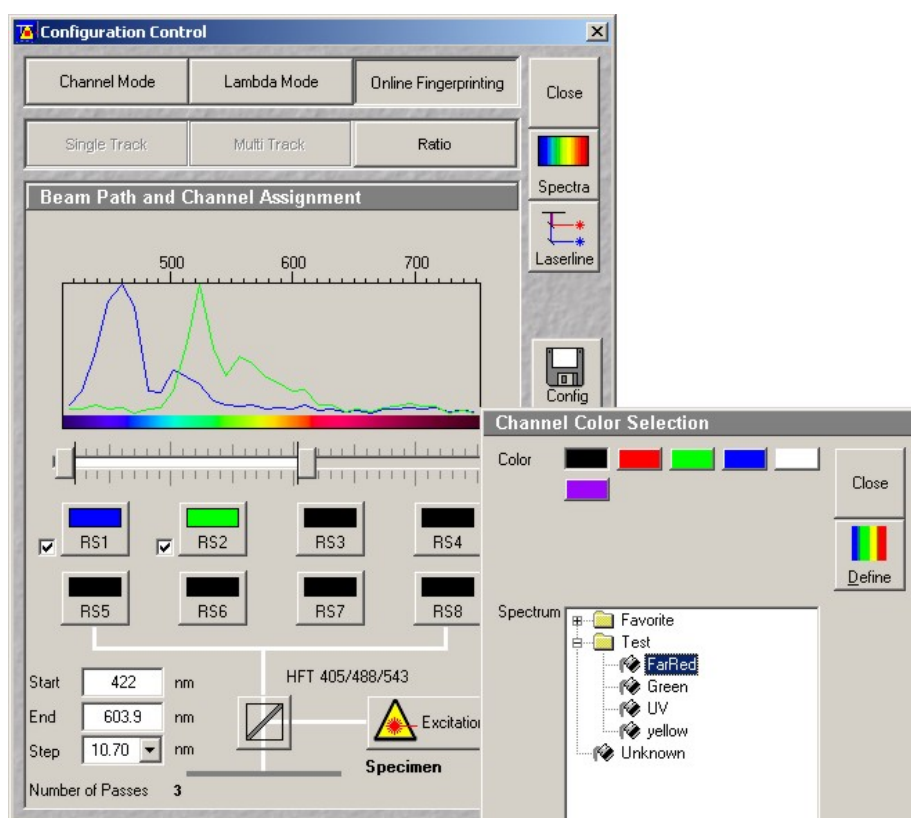 Configuration Control
Channel Mode
Lambda Mode
Online Fingerprinting
Close
Single Track
Multi Track
Ratio
Spectra
Beam Path and Channel Assignment
Laserline
500
600
700
Config
RS1
RS2
RS3
RS4
RS5
RS6
RS7
RS8
HFT 405/488/543
Start 422 nm
End 603.9 nm
Step 10.70 nm
Excitation
Specimen
Number of Passes 3
Channel Color Selection
Color
Close
Define
Spectrum
Favorite
Test
FarRed
Green
UV
yellow
Unknown